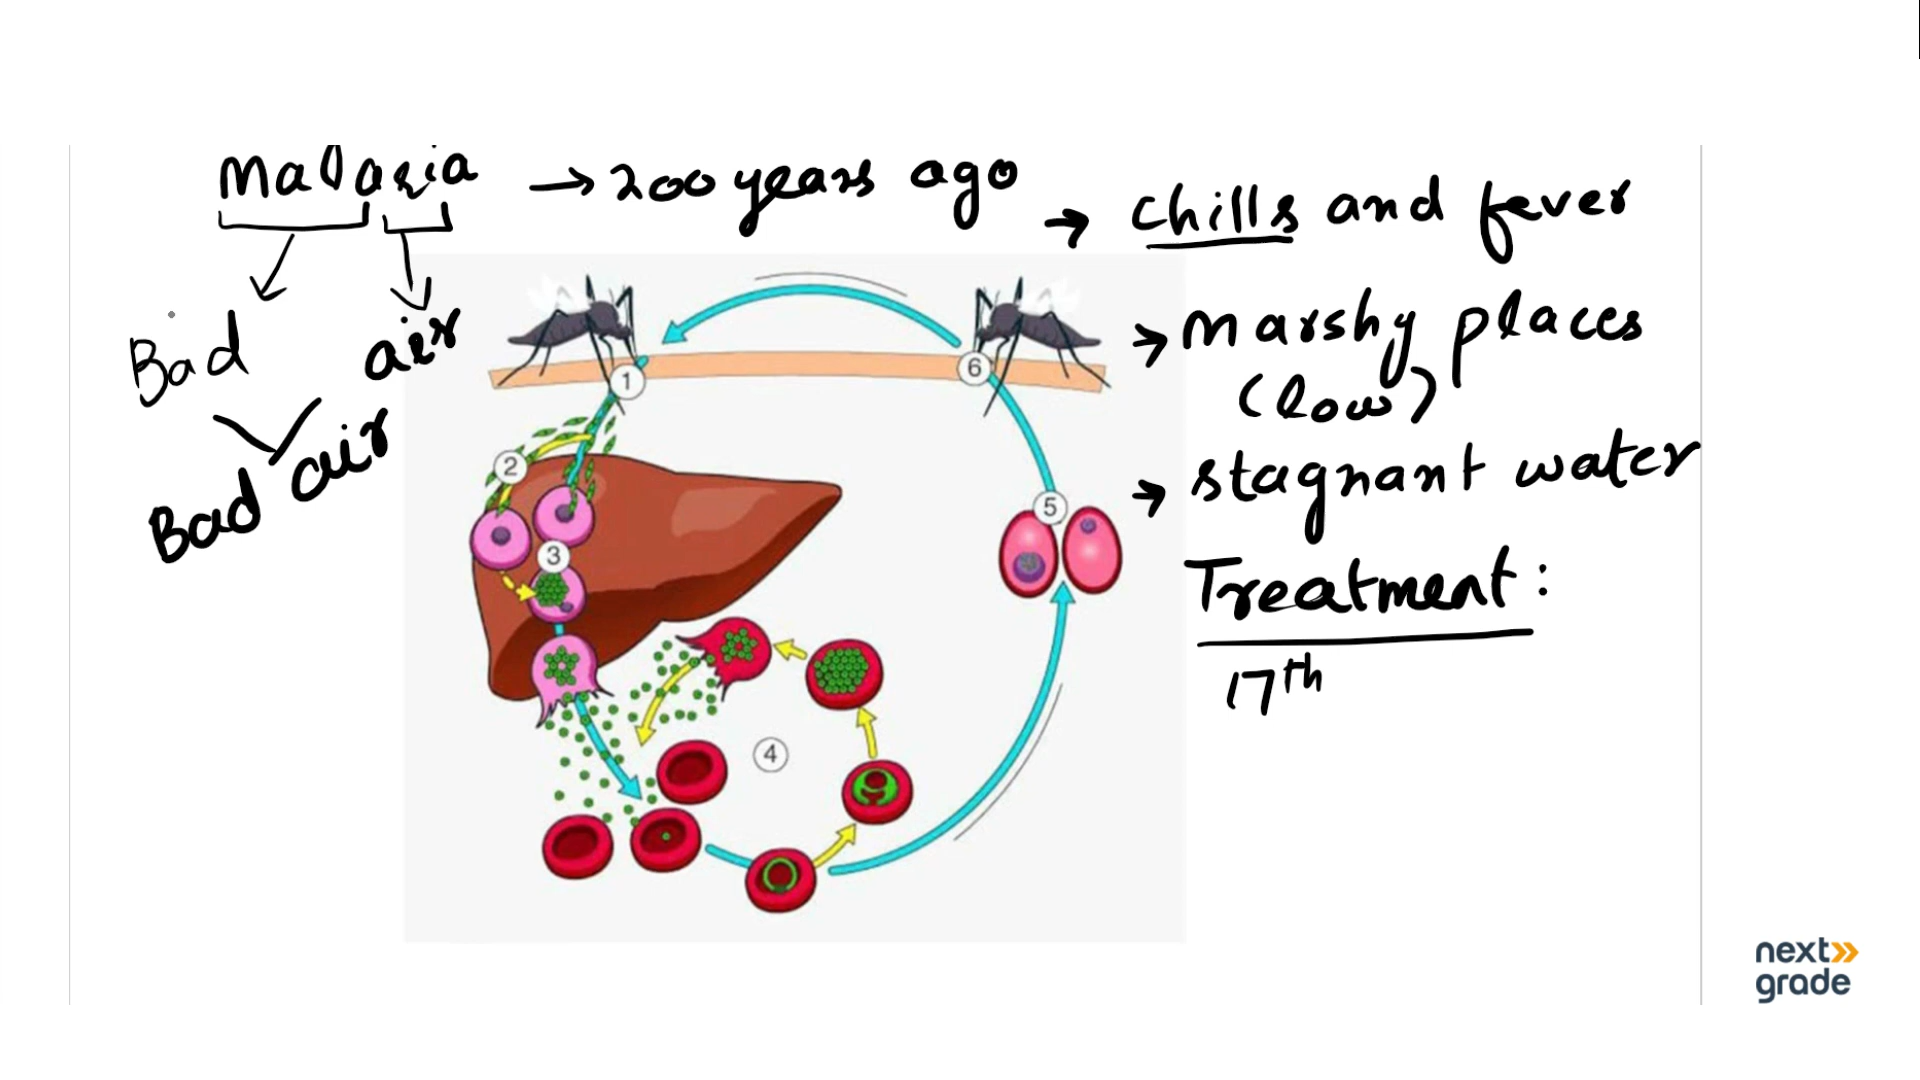 Malaria → 200 years ago
Bad air
Bad air
→ chills and fever
→ Marshy places
(low)
→ stagnant water
Treatment:
17th
1
6
2
5
3
4
next
grade